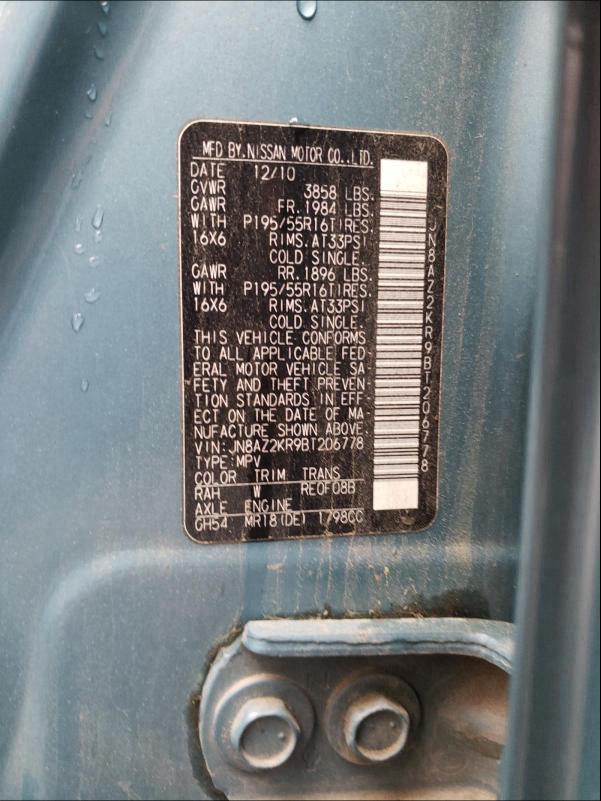 MFD BY.NISSAN MOTOR CO.,LTD.
DATE 12/10
GVWR 3858 LBS.
GAWR FR.1984 LBS.
WITH P195/55R16TIRES.
16X6 RIMS.AT33PSI
COLD SINGLE.
GAWR RR.1896 LBS.
WITH P195/55R16TIRES.
16X6 RIMS.AT33PSI
COLD SINGLE.
THIS VEHICLE CONFORMS
TO ALL APPLICABLE FED-
ERAL MOTOR VEHICLE SA-
FETY AND THEFT PREVEN-
TION STANDARDS IN EFF-
ECT ON THE DATE OF MA-
NUFACTURE SHOWN ABOVE.
VIN:JN8AZ2KR9BT206778
TYPE:MPV
COLOR TRIM TRANS
RAH W RE0F08B
AXLE ENGINE
GH54 MR18(DE) 1798CC
JN8AZ2KR9BT206778